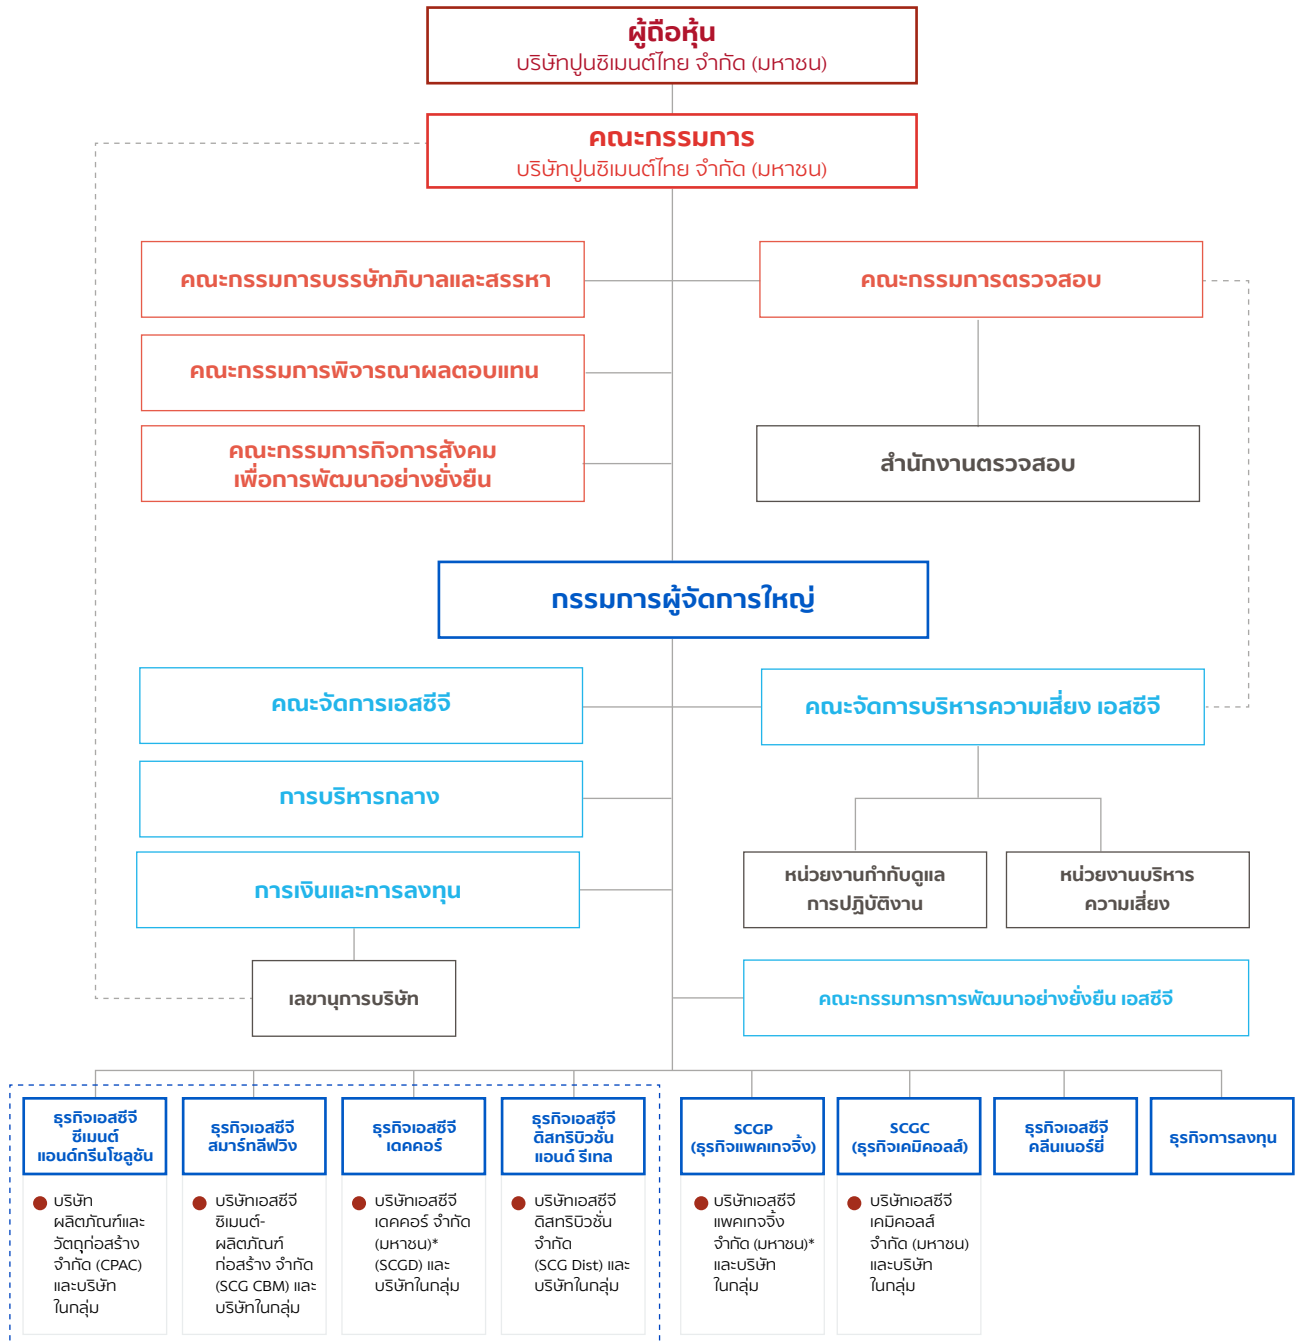 ผู้ถือหุ้น
บริษัทปูนซิเมนต์ไทย จำกัด (มหาชน)
คณะกรรมการ
บริษัทปูนซิเมนต์ไทย จำกัด (มหาชน)
คณะกรรมการบรรษัทภิบาลและสรรหา
คณะกรรมการตรวจสอบ
คณะกรรมการพิจารณาผลตอบแทน
คณะกรรมการกิจการสังคม
เพื่อการพัฒนาอย่างยั่งยืน
สำนักงานตรวจสอบ
กรรมการผู้จัดการใหญ่
คณะจัดการเอสซีจี
คณะจัดการบริหารความเสี่ยง เอสซีจี
การบริหารกลาง
การเงินและการลงทุน
หน่วยงานกำกับดูแล
การปฏิบัติงาน
หน่วยงานบริหาร
ความเสี่ยง
เลขานุการบริษัท
คณะกรรมการการพัฒนาอย่างยั่งยืน เอสซีจี
ธุรกิจเอสซีจี
ซีเมนต์
แอนด์กรีนโซลูชัน
ธุรกิจเอสซีจี
สมาร์ทลีฟวิง
ธุรกิจเอสซีจี
เดคคอร์
ธุรกิจเอสซีจี
ดิสทริบิวชั่น
แอนด์ รีเทล
SCGP
(ธุรกิจแพคเกจจิ้ง)
SCGC
(ธุรกิจเคมิคอลส์)
ธุรกิจเอสซีจี
คลีนเนอร์ยี่
ธุรกิจการลงทุน
บริษัท
ผลิตภัณฑ์และ
วัตถุก่อสร้าง
จำกัด (CPAC)
และบริษัท
ในกลุ่ม
บริษัทเอสซีจี
ซิเมนต์-
ผลิตภัณฑ์
ก่อสร้าง จำกัด
(SCG CBM) และ
บริษัทในกลุ่ม
บริษัทเอสซีจี
เดคคอร์ จำกัด
(มหาชน)*
(SCGD) และ
บริษัทในกลุ่ม
บริษัทเอสซีจี
ดิสทริบิวชั่น
จำกัด
(SCG Dist) และ
บริษัทในกลุ่ม
บริษัทเอสซีจี
แพคเกจจิ้ง
จำกัด (มหาชน)*
และบริษัท
ในกลุ่ม
บริษัทเอสซีจี
เคมิคอลส์
จำกัด (มหาชน)
และบริษัท
ในกลุ่ม